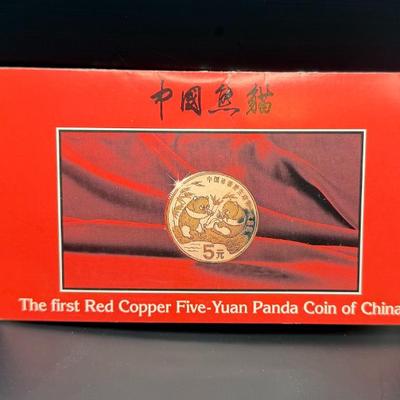 中國熊貓
5元
The first Red Copper Five-Yuan Panda Coin of China